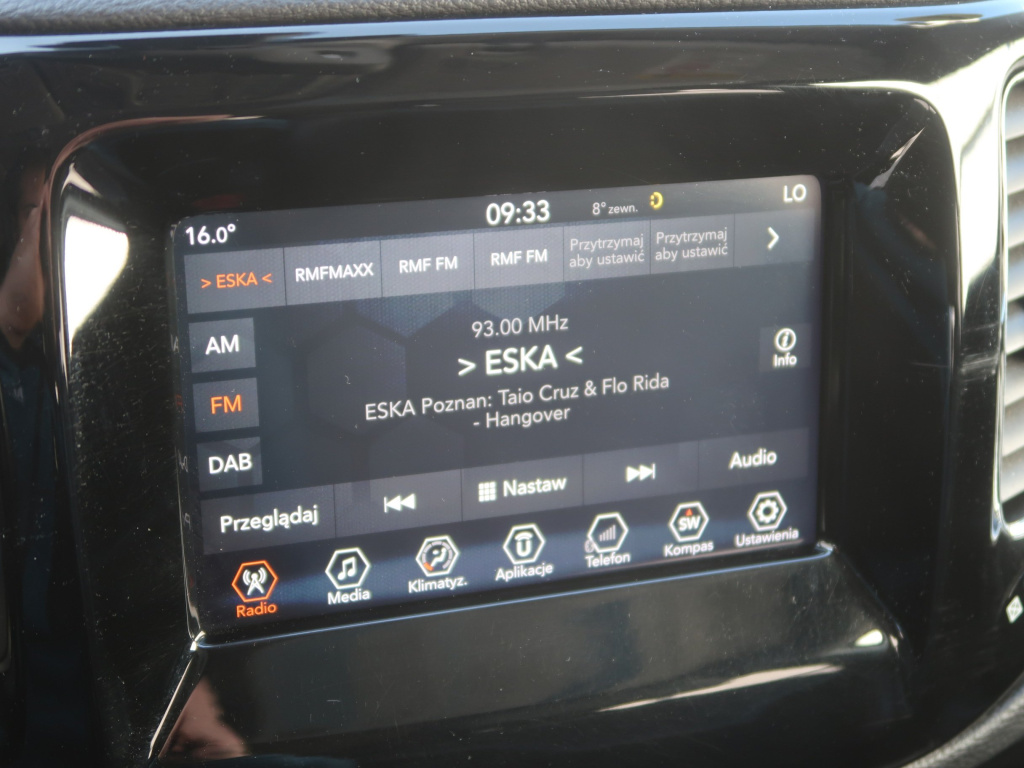 16.0°
09:33
8° zewn.
LO
> ESKA <
RMFMAXX
RMF FM
RMF FM
Przytrzymaj
aby ustawić
Przytrzymaj
aby ustawić
AM
FM
DAB
93.00 MHz
> ESKA <
ESKA Poznan: Taio Cruz & Flo Rida
- Hangover
Info
Przeglądaj
Nastaw
Audio
Radio
Media
Klimatyz.
Aplikacje
Telefon
SW
Kompas
Ustawienia